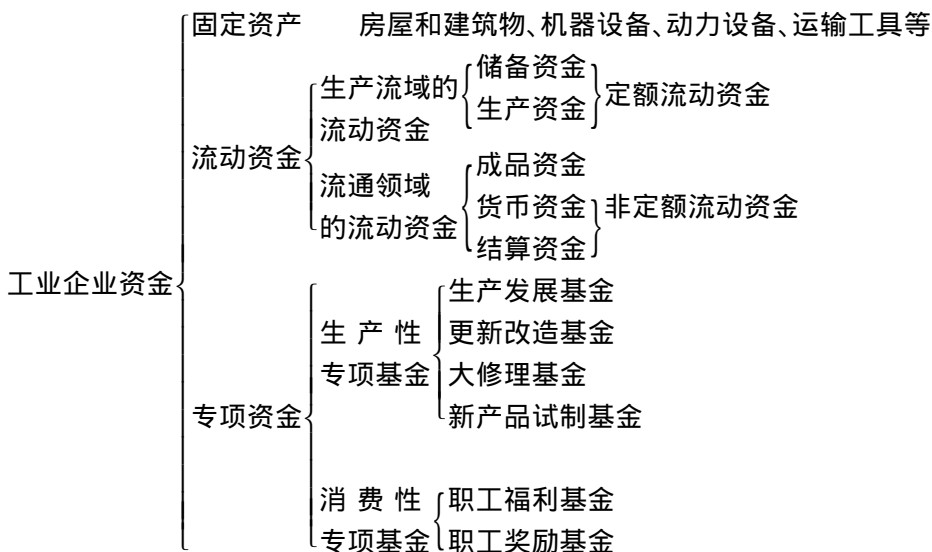 固定资产 房屋和建筑物、机器设备、动力设备、运输工具等
储备资金
生产流域的
生产资金
定额流动资金
流动资金
流动资金
成品资金
流通领域
货币资金
非定额流动资金
的流动资金
结算资金
工业企业资金
生产发展基金
生产性
更新改造基金
专项基金
大修理基金
专项资金
新产品试制基金
消费性
职工福利基金
专项基金
职工奖励基金